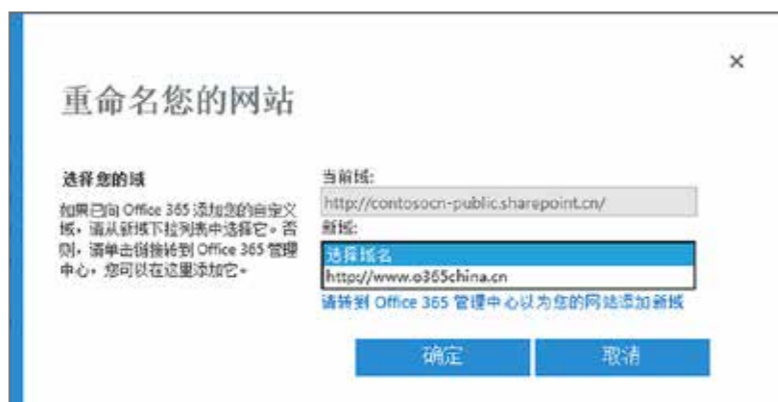 ×
重命名您的网站
选择您的域
如果已向 Office 365 添加您的自定义
域，请从新域下拉列表中选择它。否
则，请单击链接转到 Office 365 管理
中心，您可以在这里添加它。
当前域:
http://contosocn-public.sharepoint.cn/
新域:
选择域名
http://www.o365china.cn
请转到 Office 365 管理中心以为您的网站添加新域
确定
取消